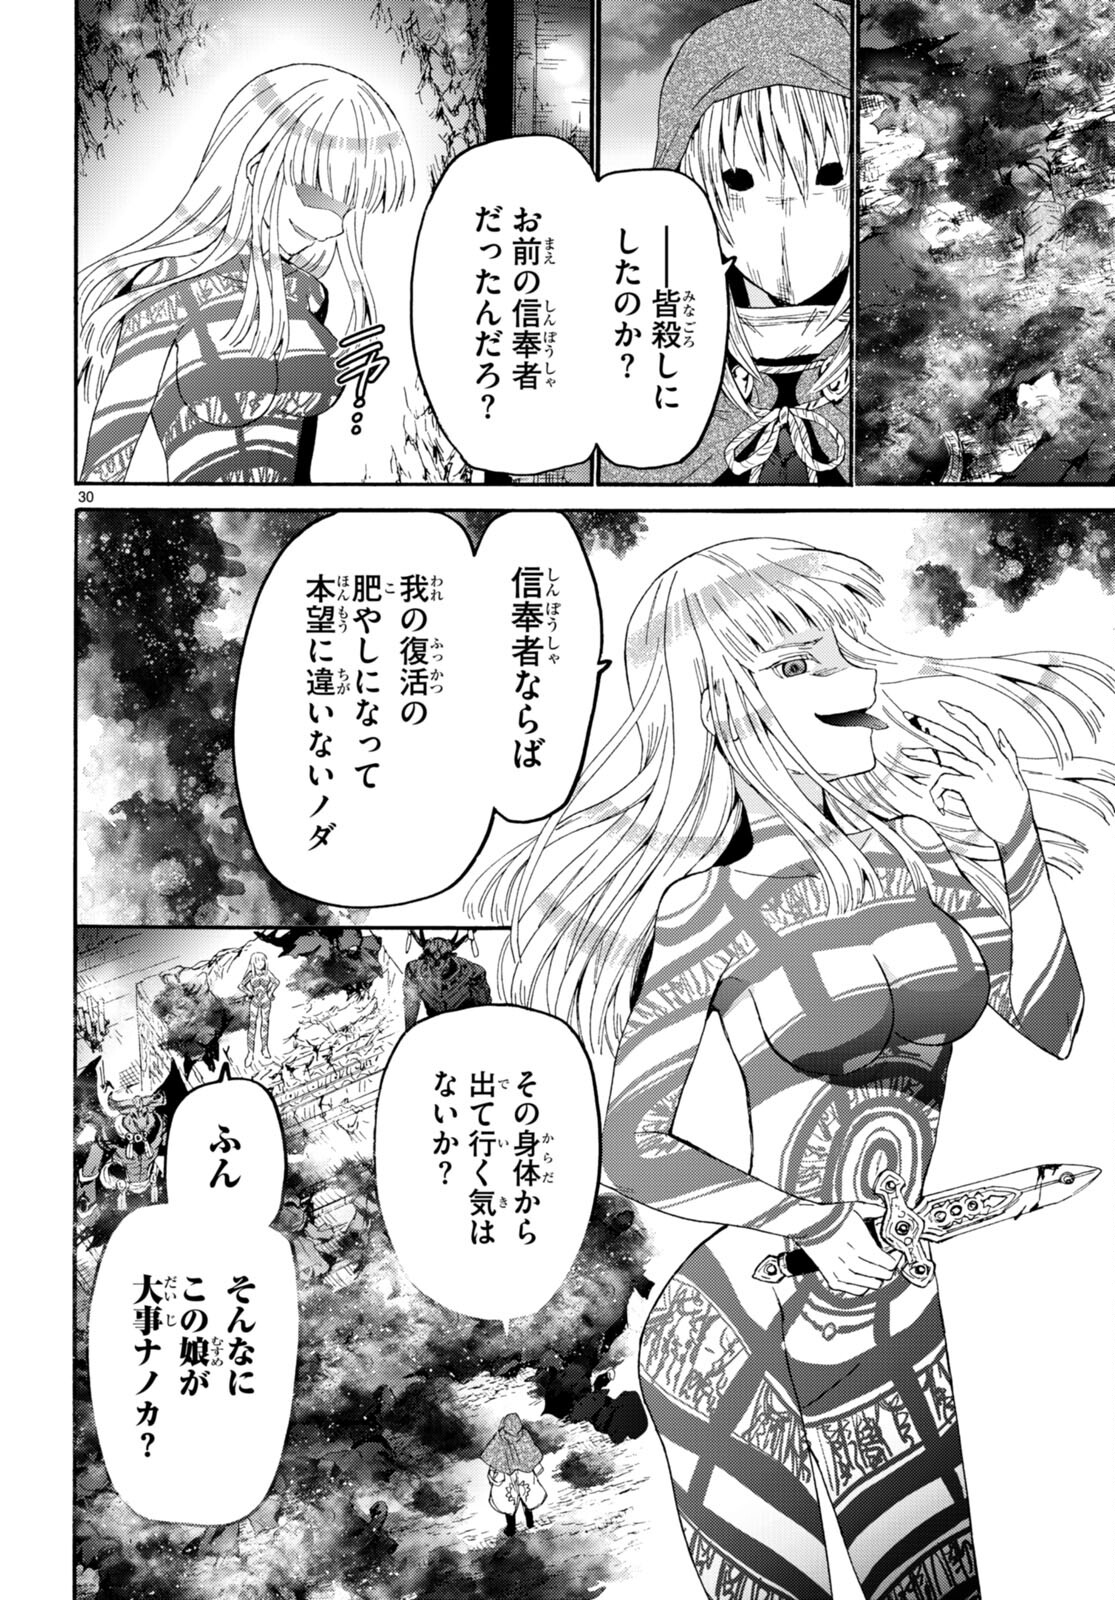 ――皆殺しに
したのか?
お前の信奉者
だったんだろ?
ニラ…
30
信奉者ならば
我の復活の
肥やしになって
本望に違いないノダ
その身体から
出て行く気は
ないか?
ふん
そんなに
この娘が
大事ナノカ?